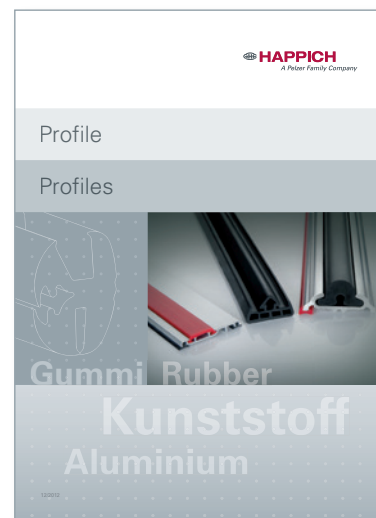 HAPPICH
A Pelzer Family Company
Profile
Profiles
Gummi Rubber
Kunststoff
Aluminium